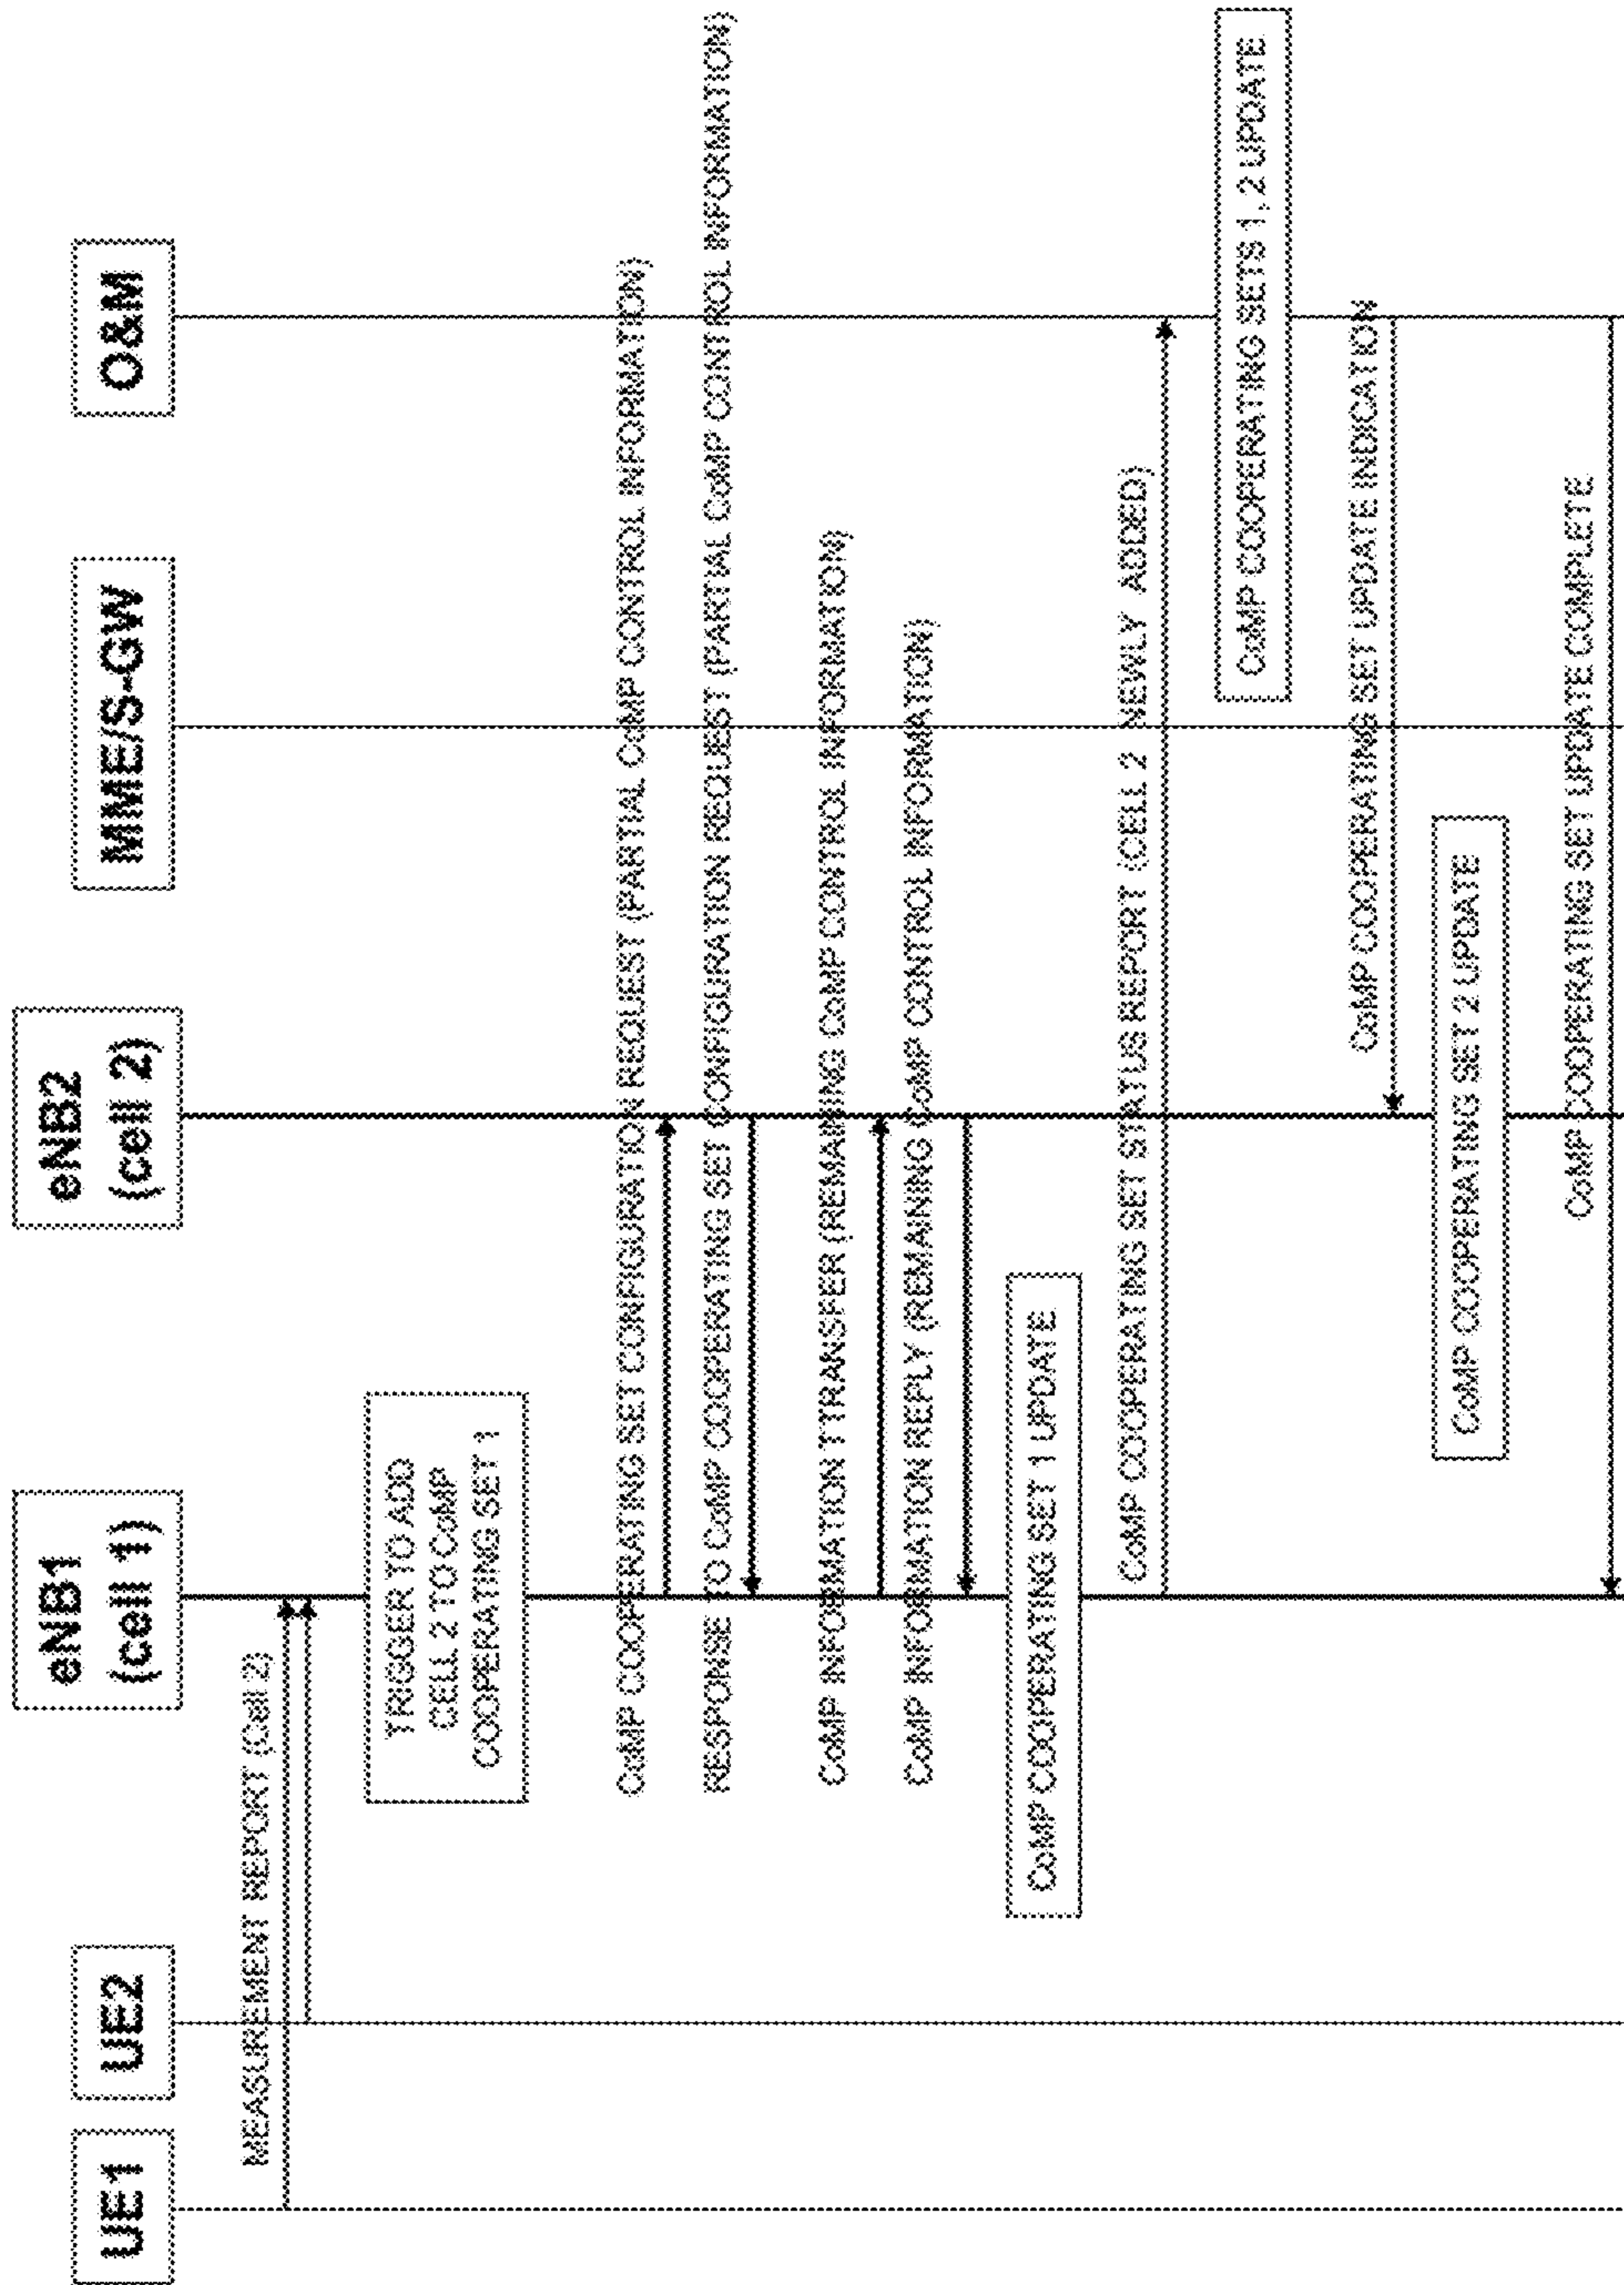 UE1
UE2
eNB1
(cell 1)
eNB2
(cell 2)
MME/S-GW
O&M
MEASUREMENT REPORT (Cell 2)
TRIGGER TO ADD
CELL 2 TO CoMP
COOPERATING SET 1
CoMP COOPERATING SET CONFIGURATION REQUEST (PARTIAL CoMP CONTROL INFORMATION)
RESPONSE TO CoMP COOPERATING SET CONFIGURATION REQUEST (PARTIAL CoMP CONTROL INFORMATION)
CoMP INFORMATION TTRANSFER (REMAINING CoMP CONTROL INFORMATION)
CoMP INFORMATION REPLY (REMAINING CoMP CONTROL INFORMATION)
CoMP COOPERATING SET 1 UPDATE
CoMP COOPERATING SET STATUS REPORT (CELL 2 NEWLY ADDED)
CoMP COOPERATING SETS 1, 2 UPDATE
CoMP COOPERATING SET UPDATE INDICATION
CoMP COOPERATING SET 2 UPDATE
CoMP COOPERATING SET UPDATE COMPLETE